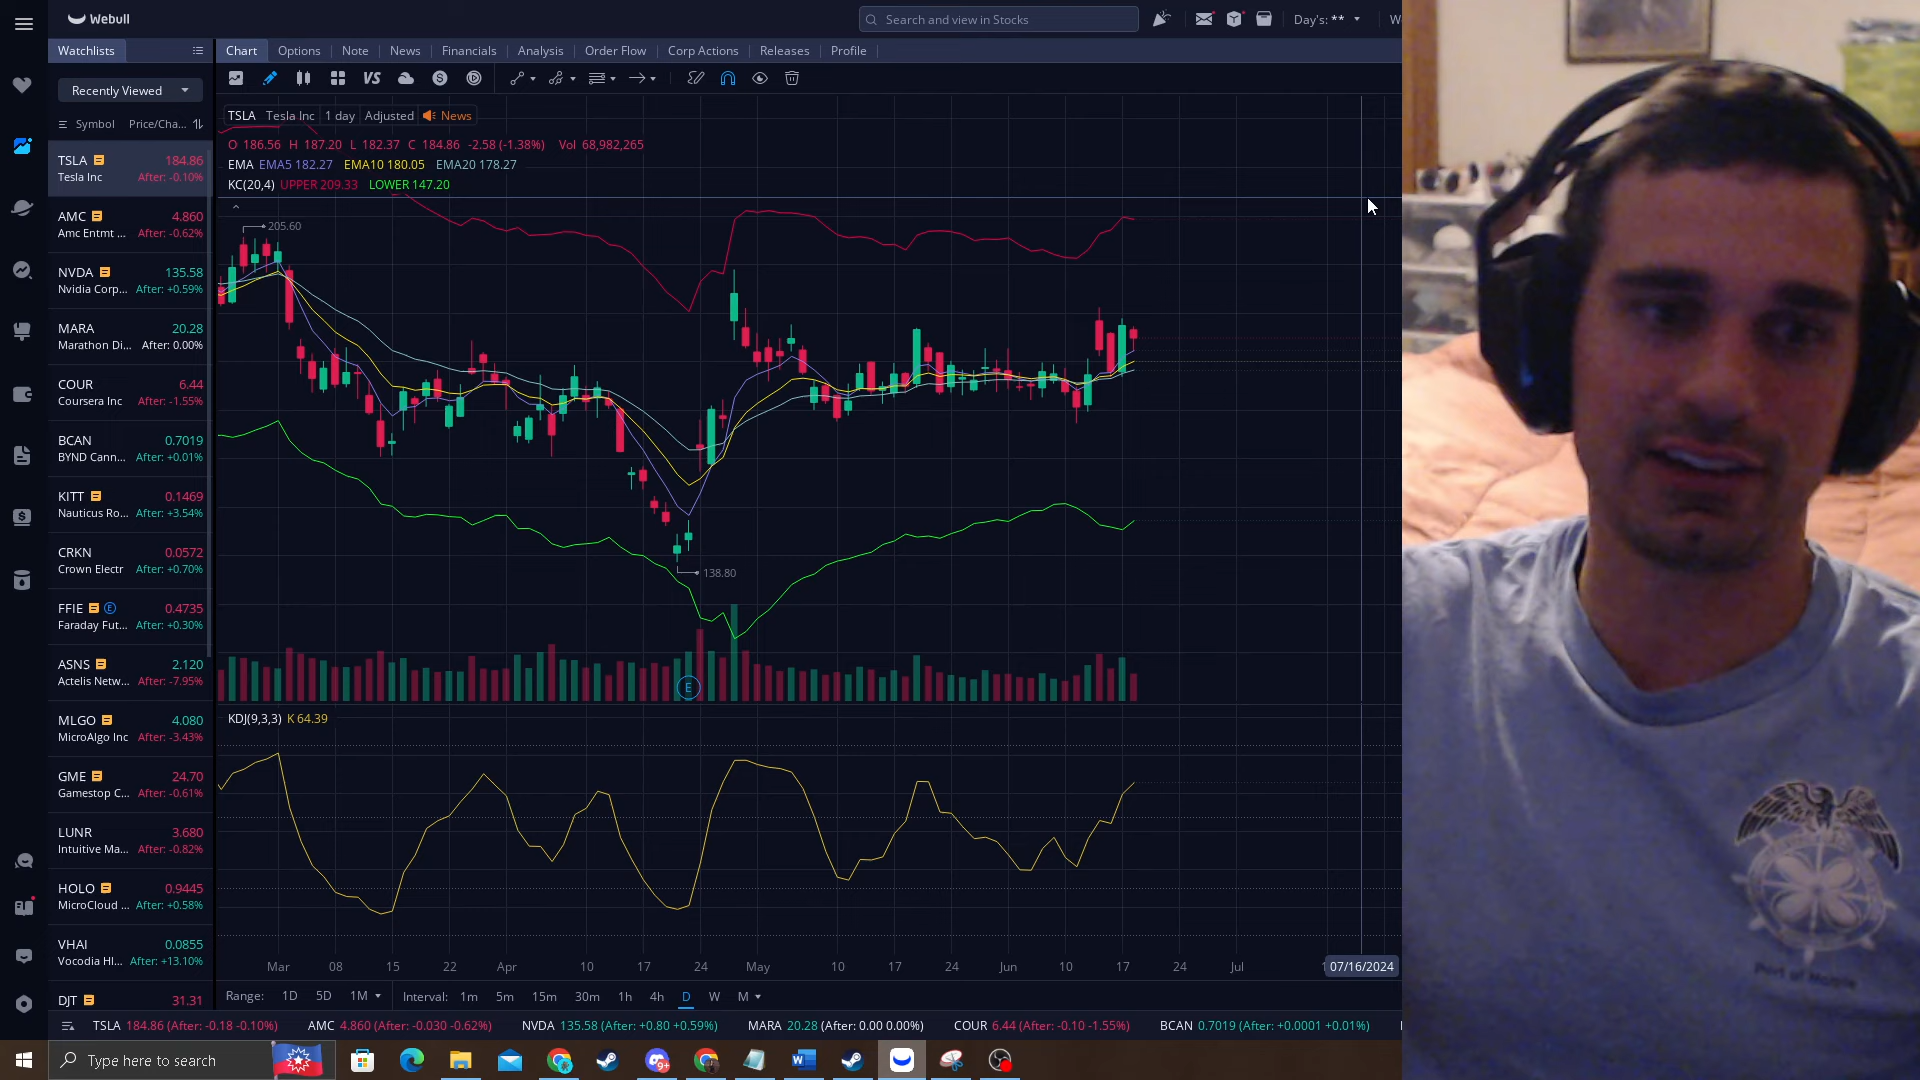 Webull
Search and view in Stocks
Day's: **
W
Watchlists
Chart Options Note News Financials Analysis Order Flow Corp Actions Releases Profile
Recently Viewed
VS
S
Symbol Price/Cha...
TSLA Tesla Inc 1 day Adjusted News
O 186.56 H 187.20 L 182.37 C 184.86 -2.58 (-1.38%) Vol 68,982,265
EMA EMA5 182.27 EMA10 180.05 EMA20 178.27
KC(20,4) UPPER 209.33 LOWER 147.20
205.60
138.80
E
KDJ(9,3,3) K 64.39
TSLA 184.86
Tesla Inc After: -0.10%
AMC 4.860
Amc Entmt ... After: -0.62%
NVDA 135.58
Nvidia Corp... After: +0.59%
MARA 20.28
Marathon Di... After: 0.00%
COUR 6.44
Coursera Inc After: -1.55%
BCAN 0.7019
BYND Cann... After: +0.01%
KITT 0.1469
Nauticus Ro... After: +3.54%
CRKN 0.0572
Crown Electr After: +0.70%
FFIE E 0.4735
Faraday Fut... After: +0.30%
ASNS 2.120
Actelis Netw... After: -7.95%
MLGO 4.080
MicroAlgo Inc After: -3.43%
GME 24.70
Gamestop C... After: -0.61%
LUNR 3.680
Intuitive Ma... After: -0.82%
HOLO 0.9445
MicroCloud ... After: +0.58%
VHAI 0.0855
Vocodia Hl... After: +13.10%
DJT 31.31
Mar 08 15 22 Apr 10 17 24 May 10 17 24 Jun 10 17 24 Jul 07/16/2024
Range: 1D 5D 1M Interval: 1m 5m 15m 30m 1h 4h D W M
TSLA 184.86 (After: -0.18 -0.10%) AMC 4.860 (After: -0.030 -0.62%) NVDA 135.58 (After: +0.80 +0.59%) MARA 20.28 (After: 0.00 0.00%) COUR 6.44 (After: -0.10 -1.55%) BCAN 0.7019 (After: +0.0001 +0.01%)
Type here to search
9+